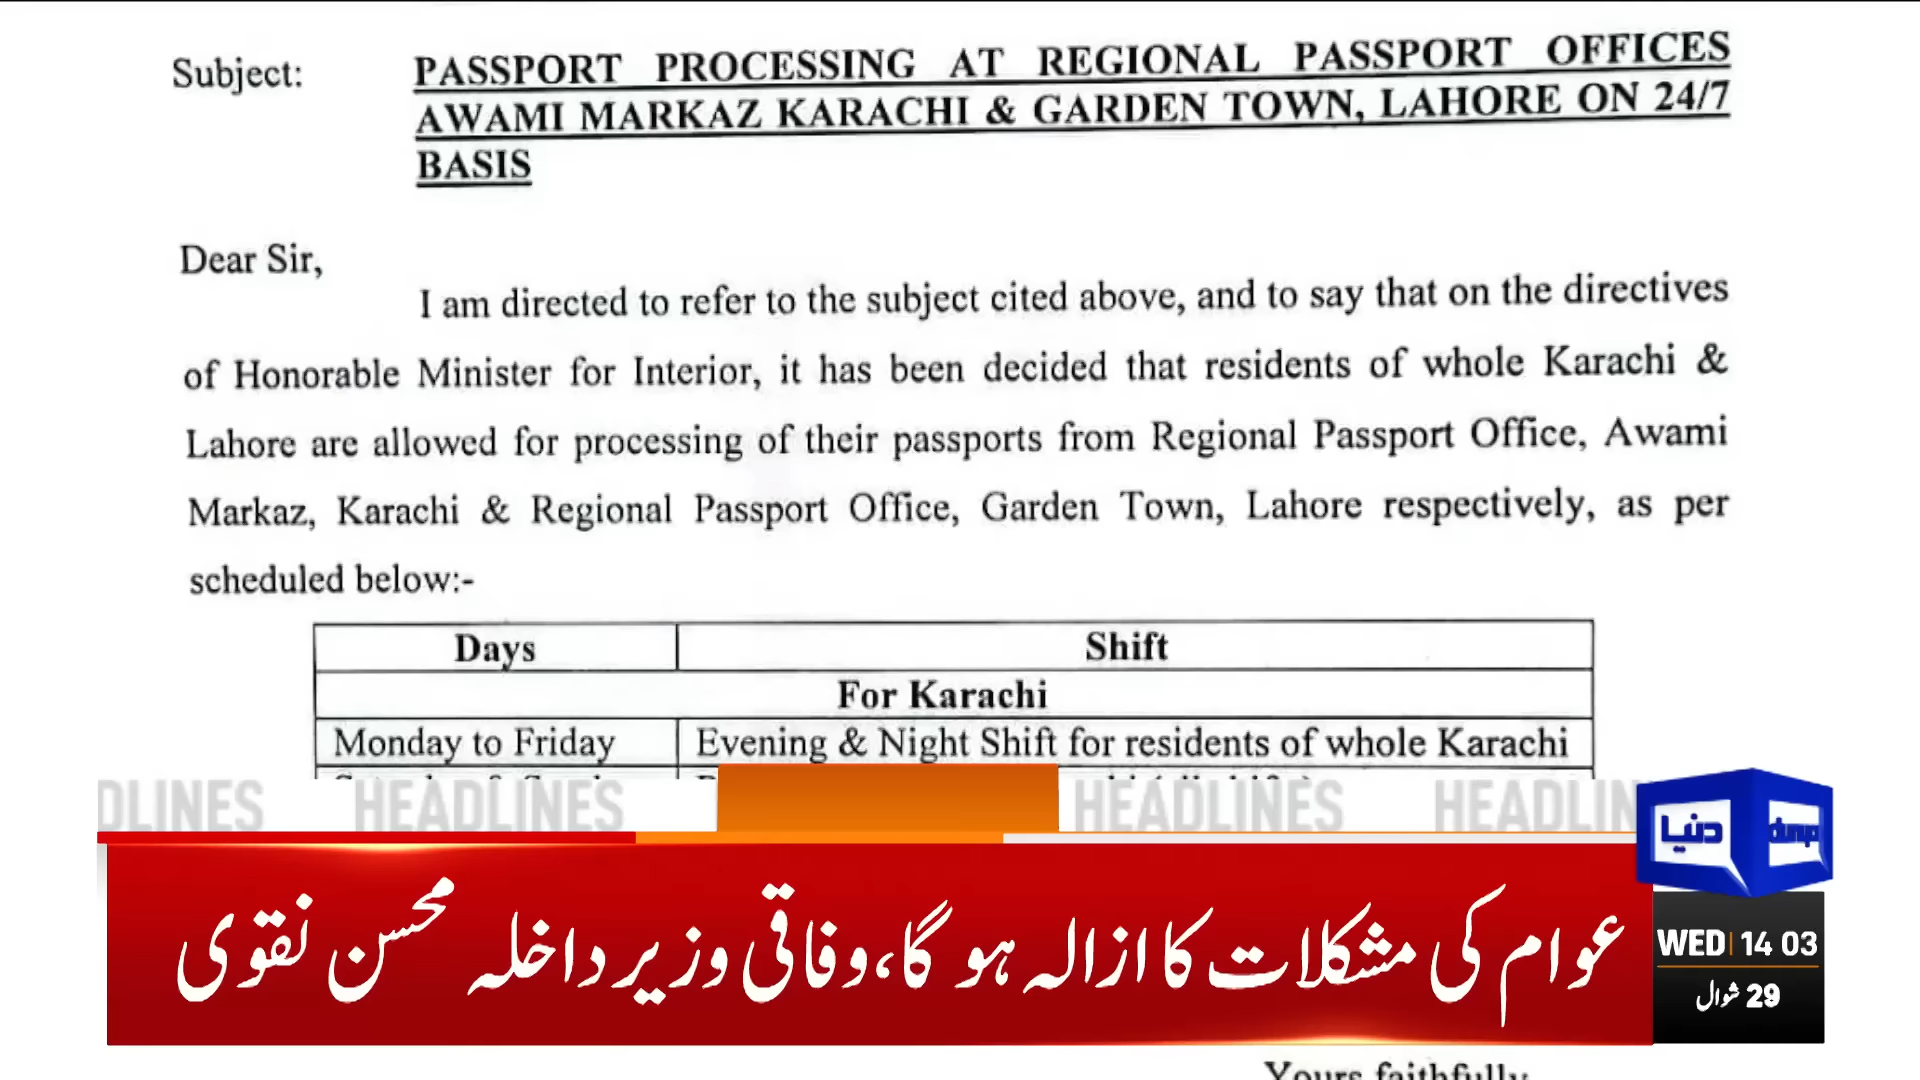 Subject: PASSPORT PROCESSING AT REGIONAL PASSPORT OFFICES
AWAMI MARKAZ KARACHI & GARDEN TOWN, LAHORE ON 24/7
BASIS
Dear Sir,
I am directed to refer to the subject cited above, and to say that on the directives
of Honorable Minister for Interior, it has been decided that residents of whole Karachi &
Lahore are allowed for processing of their passports from Regional Passport Office, Awami
Markaz, Karachi & Regional Passport Office, Garden Town, Lahore respectively, as per
scheduled below:-
Days Shift
For Karachi
Monday to Friday Evening & Night Shift for residents of whole Karachi
DLINES HEADLINES HEADLINES HEADLIN
دنیا dunya
عوام کی مشکلات کا ازالہ ہو گا، وفاقی وزیر داخلہ محسن نقوی
WED 14 03
29 شوال
Yours faithfully,